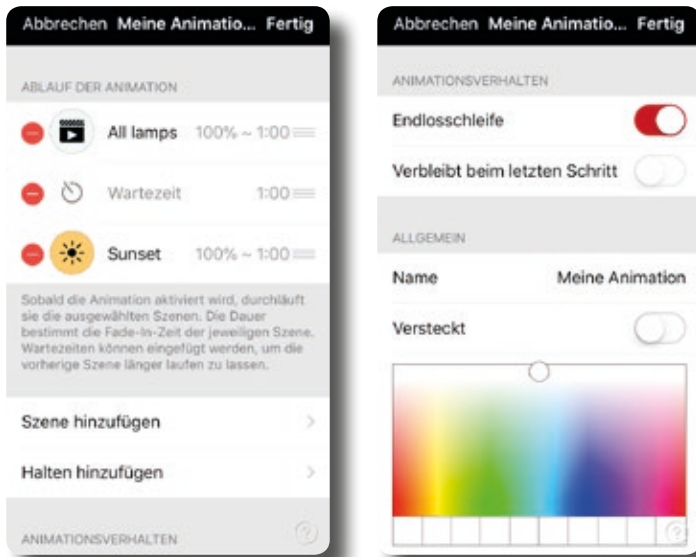 Abbrechen Meine Animatio... Fertig
ABLAUF DER ANIMATION
All lamps 100% ~ 1:00
Wartezeit 1:00
Sunset 100% ~ 1:00
Sobald die Animation aktiviert wird, durchläuft
sie die ausgewählten Szenen. Die Dauer
bestimmt die Fade-In-Zeit der jeweiligen Szene.
Wartezeiten können eingefügt werden, um die
vorherige Szene länger laufen zu lassen.
Szene hinzufügen
Halten hinzufügen
ANIMATIONSVERHALTEN
?
Abbrechen Meine Animatio... Fertig
ANIMATIONSVERHALTEN
Endlosschleife
Verbleibt beim letzten Schritt
ALLGEMEIN
Name Meine Animation
Versteckt
?